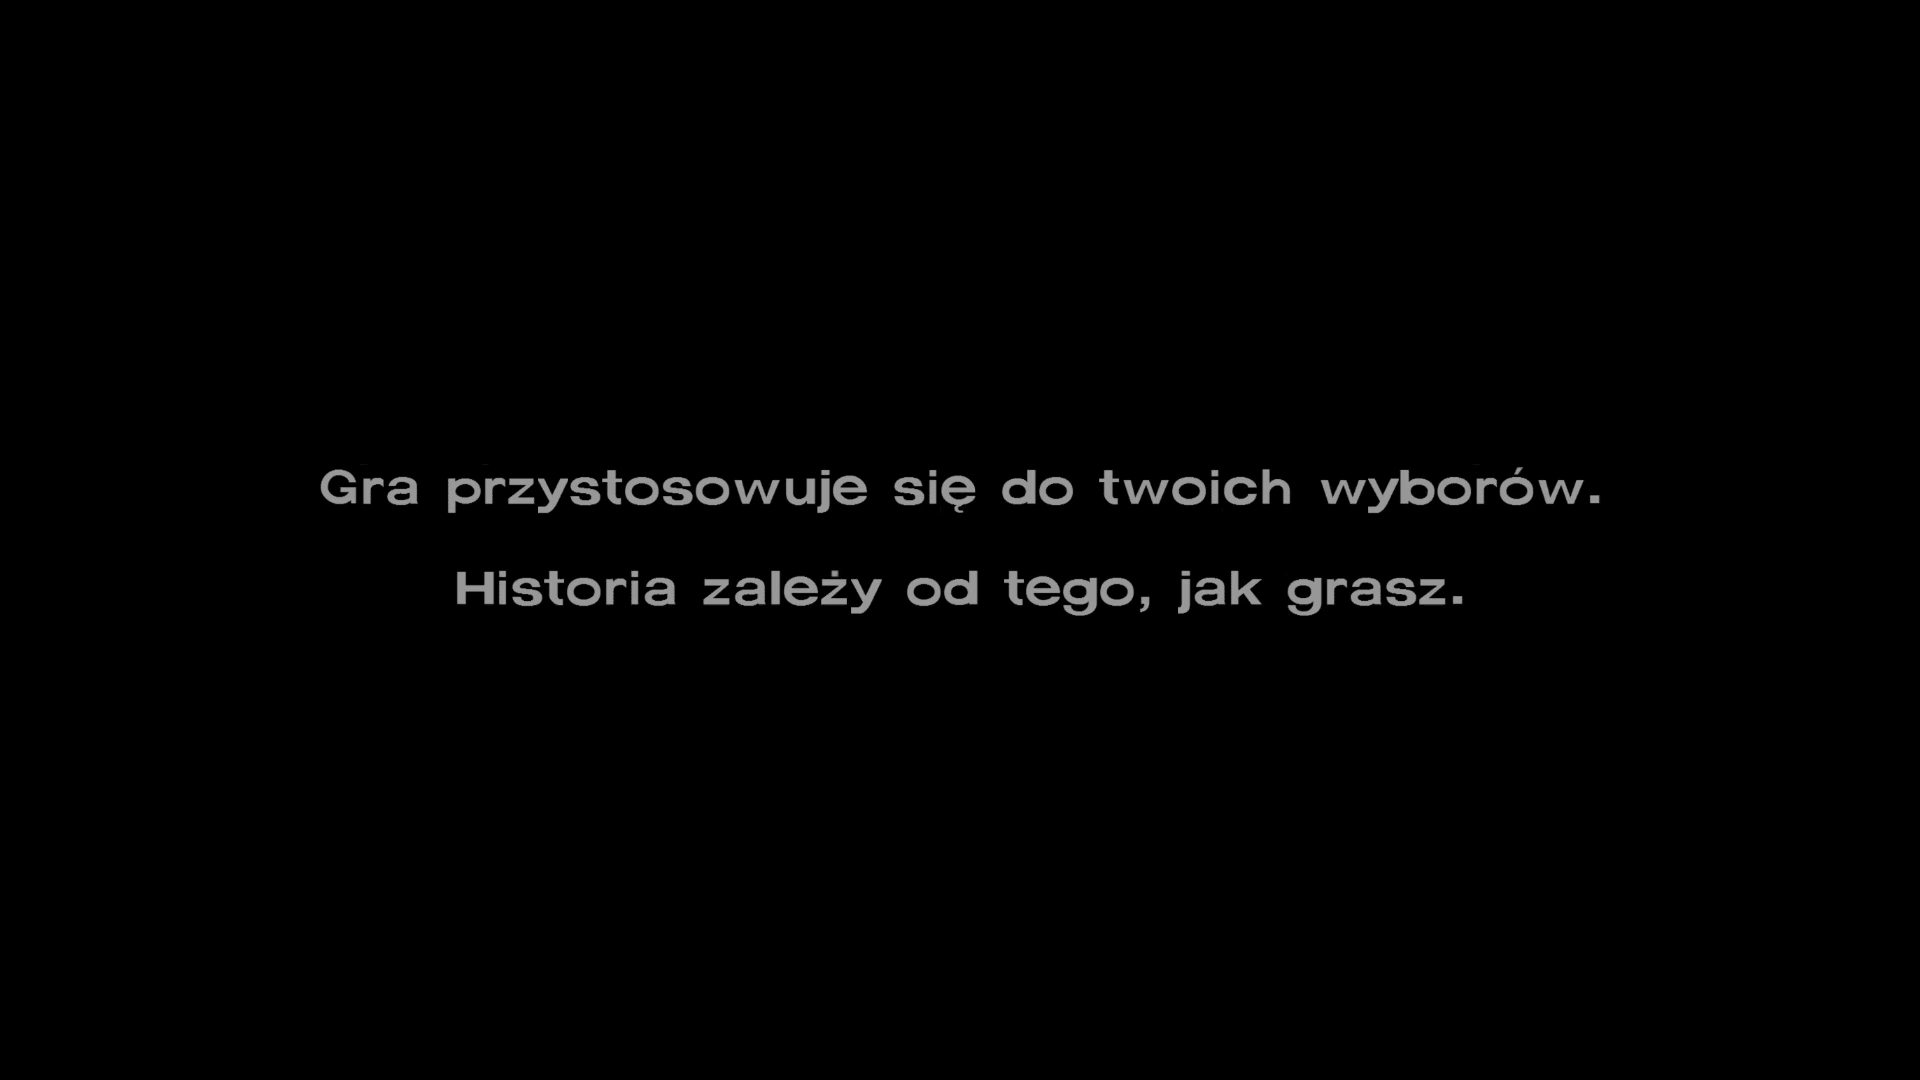 Gra przystosowuje się do twoich wyborów.
Historia zależy od tego, jak grasz.